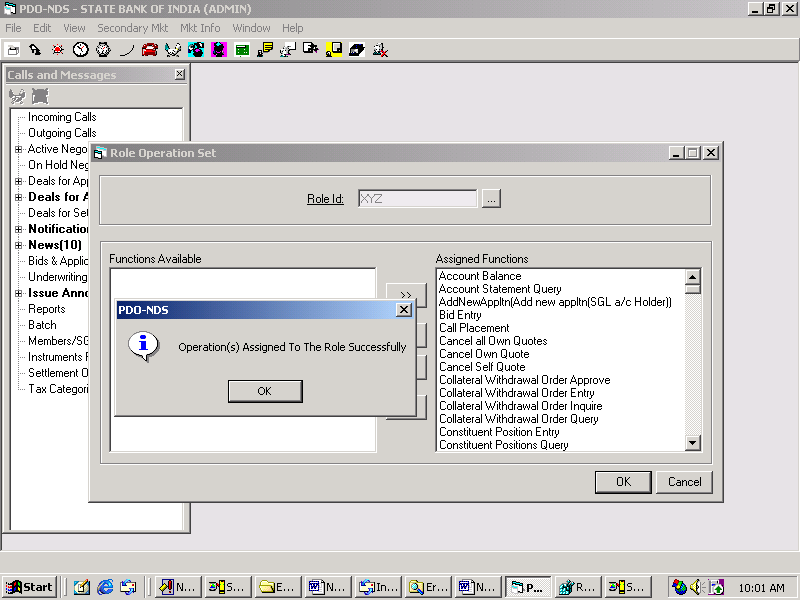 PDO-NDS - STATE BANK OF INDIA (ADMIN)
File Edit View Secondary Mkt Mkt Info Window Help
Calls and Messages
Incoming Calls
Outgoing Calls
Active Nego
On Hold Neg
Deals for App
Deals for A
Deals for Set
Notification
News(10)
Bids & Applic
Underwriting
Issue Anno
Reports
Batch
Members/SG
Instruments F
Settlement O
Tax Categori
Role Operation Set
Role Id: XYZ ...
Functions Available
>>
Assigned Functions
Account Balance
Account Statement Query
AddNewAppltn(Add new appltn(SGL a/c Holder))
Bid Entry
Call Placement
Cancel all Own Quotes
Cancel Own Quote
Cancel Self Quote
Collateral Withdrawal Order Approve
Collateral Withdrawal Order Entry
Collateral Withdrawal Order Inquire
Collateral Withdrawal Order Query
Constituent Position Entry
Constituent Positions Query
PDO-NDS
Operation(s) Assigned To The Role Successfully
OK
OK Cancel
Start N... S... E... N... In... Er... N... P... R... S... 10:01 AM